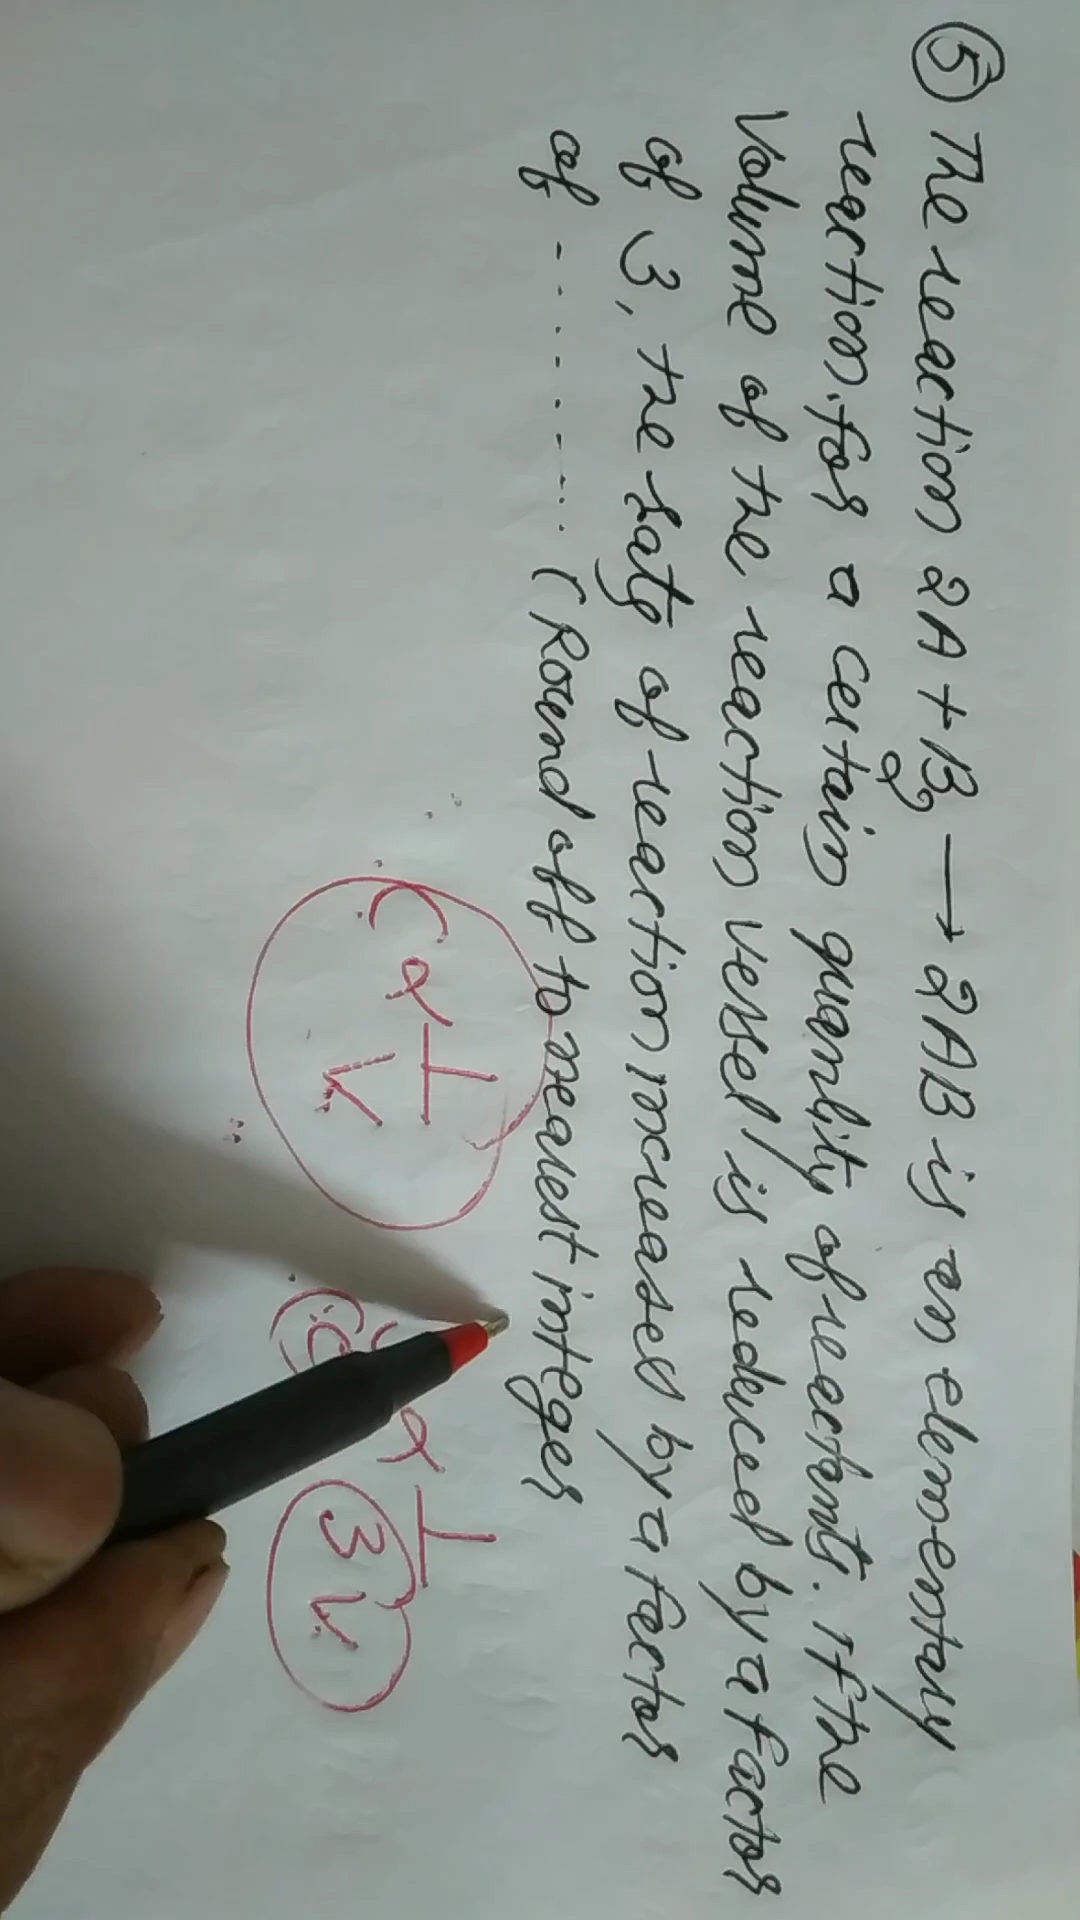 ⑤ The reaction 2A + B₂ → 2AB is an elementary
reaction. for a certain quantity of reactants. If the
Volume of the reaction vessel is reduced by a factor
of 3, the rate of reaction increases by a factor
of ............ (Round off to nearest integer
C α 1/V
α 1/3V